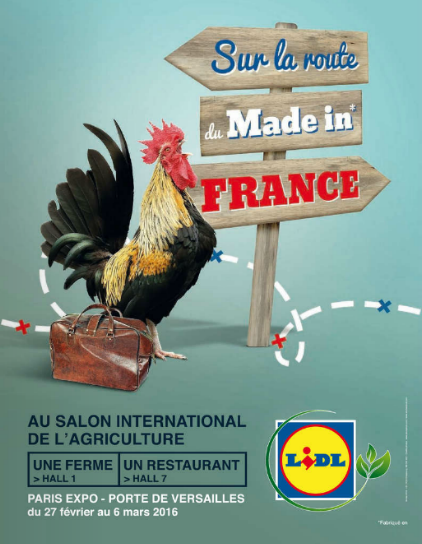 Sur la route
du Made in*
FRANCE
AU SALON INTERNATIONAL
DE L'AGRICULTURE
UNE FERME
> HALL 1
UN RESTAURANT
> HALL 7
PARIS EXPO - PORTE DE VERSAILLES
du 27 février au 6 mars 2016
LIDL
*Fabriqué en